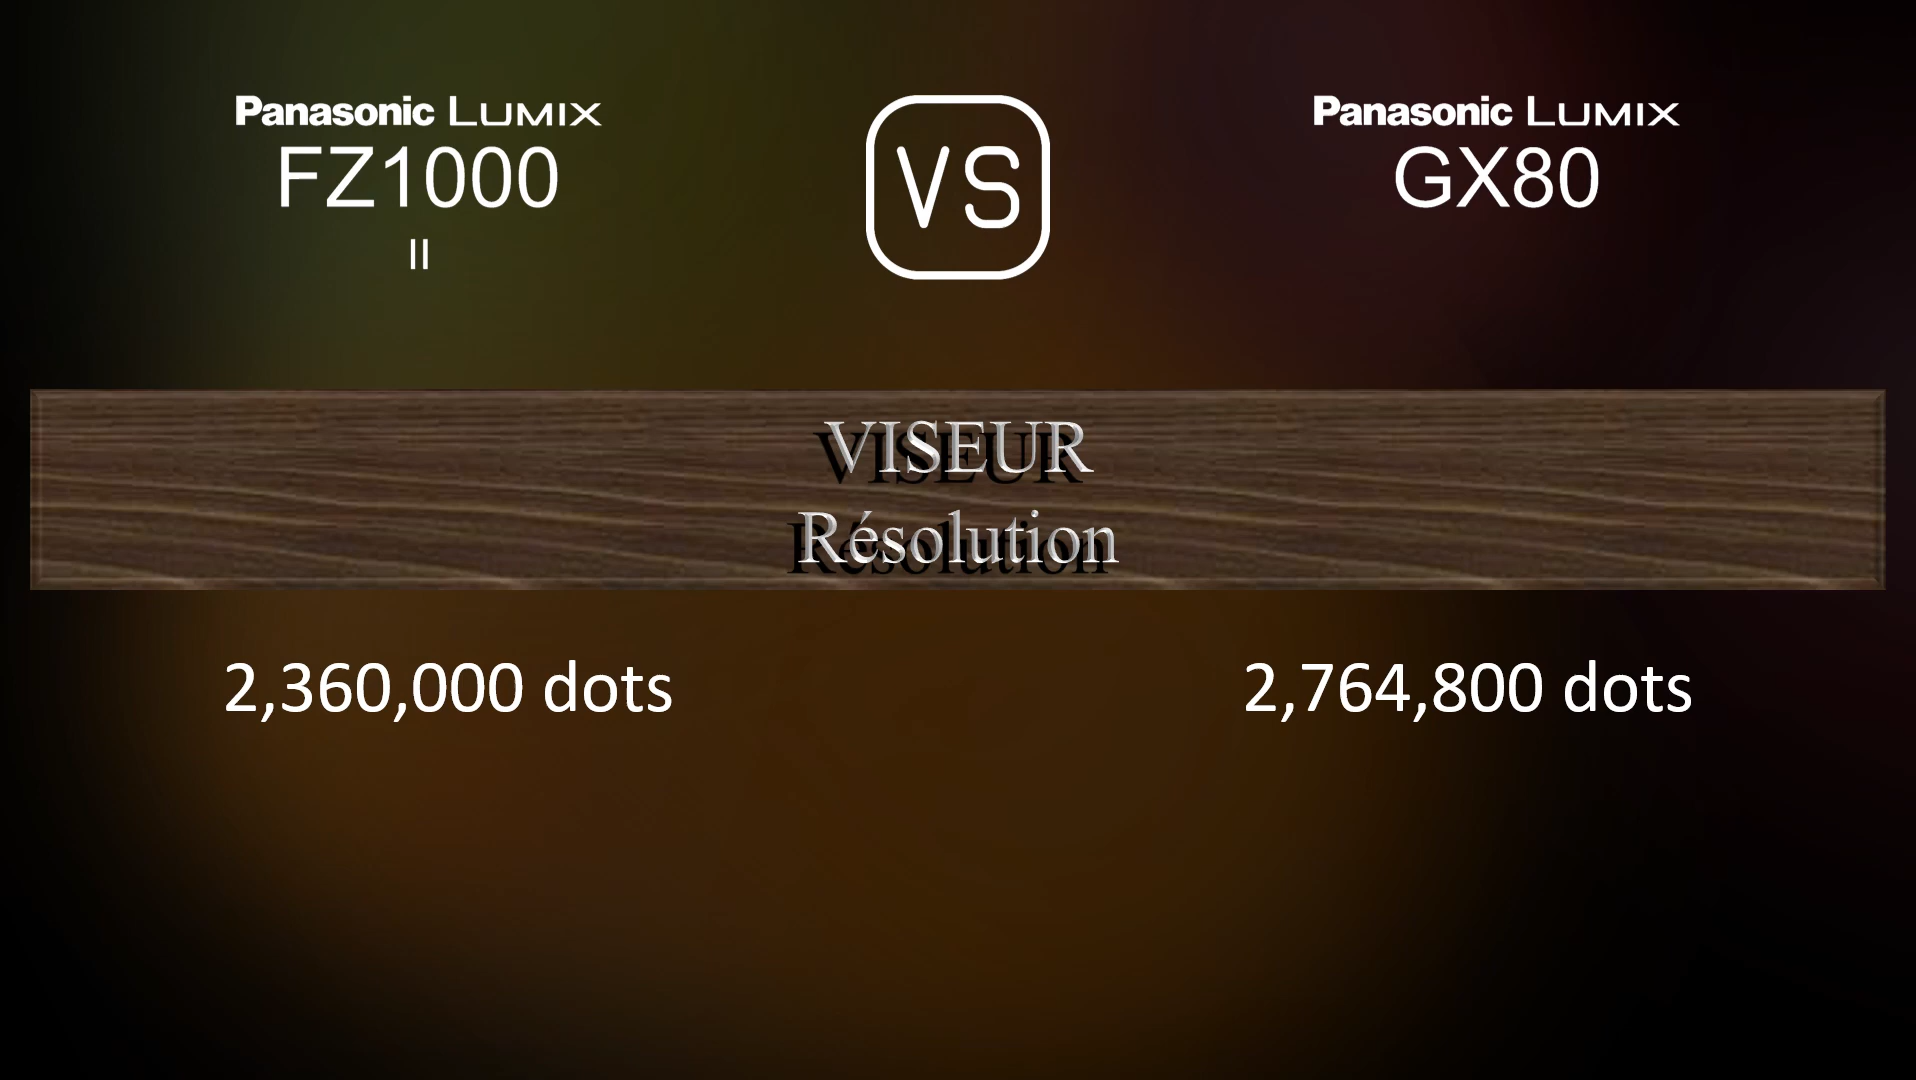 Panasonic LUMIX
FZ1000
II
VS
Panasonic LUMIX
GX80
VISEUR
Résolution
2,360,000 dots
2,764,800 dots